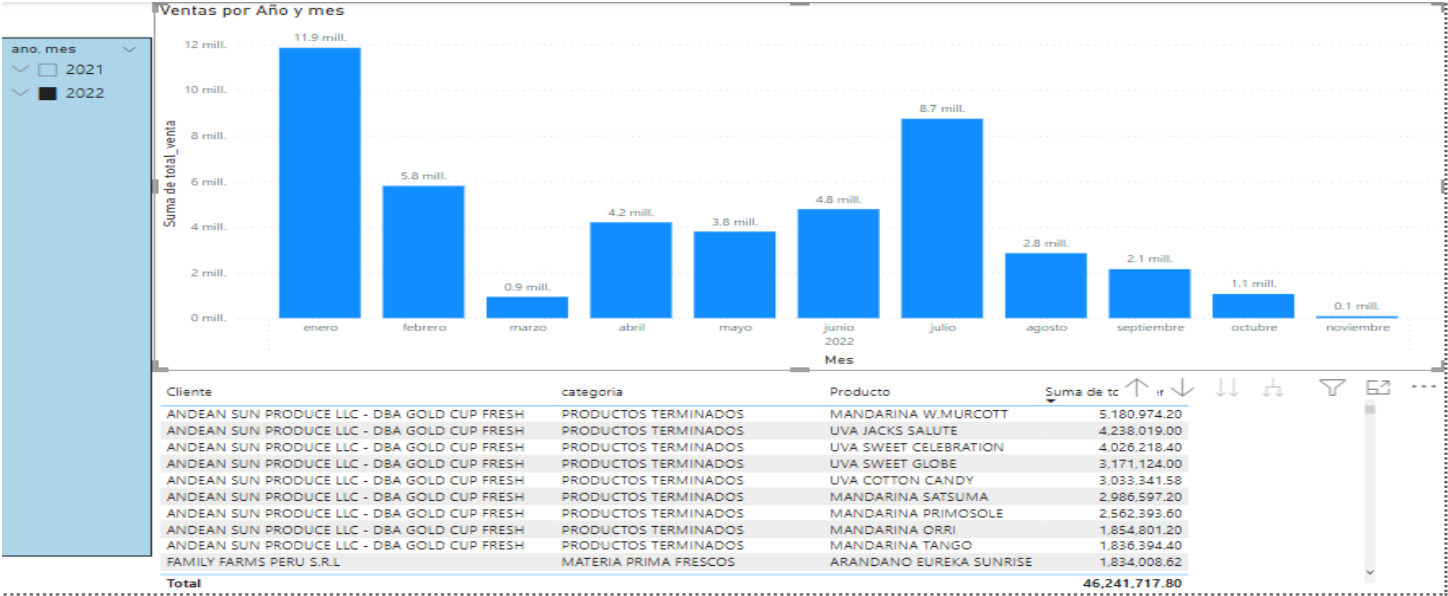 Ventas por Año y mes
ano, mes
2021
2022
Suma de total_venta
12 mill.
10 mill.
8 mill.
6 mill.
4 mill.
2 mill.
0 mill.
11.9 mill.
5.8 mill.
0.9 mill.
4.2 mill.
3.8 mill.
4.8 mill.
8.7 mill.
2.8 mill.
2.1 mill.
1.1 mill.
0.1 mill.
enero febrero marzo abril mayo junio julio agosto septiembre octubre noviembre
2022
Mes
Cliente categoria Producto Suma de tc
ANDEAN SUN PRODUCE LLC - DBA GOLD CUP FRESH PRODUCTOS TERMINADOS MANDARINA W.MURCOTT 5,180,974.20
ANDEAN SUN PRODUCE LLC - DBA GOLD CUP FRESH PRODUCTOS TERMINADOS UVA JACKS SALUTE 4,238,019.00
ANDEAN SUN PRODUCE LLC - DBA GOLD CUP FRESH PRODUCTOS TERMINADOS UVA SWEET CELEBRATION 4,026,218.40
ANDEAN SUN PRODUCE LLC - DBA GOLD CUP FRESH PRODUCTOS TERMINADOS UVA SWEET GLOBE 3,171,124.00
ANDEAN SUN PRODUCE LLC - DBA GOLD CUP FRESH PRODUCTOS TERMINADOS UVA COTTON CANDY 3,033,341.58
ANDEAN SUN PRODUCE LLC - DBA GOLD CUP FRESH PRODUCTOS TERMINADOS MANDARINA SATSUMA 2,986,597.20
ANDEAN SUN PRODUCE LLC - DBA GOLD CUP FRESH PRODUCTOS TERMINADOS MANDARINA PRIMOSOLE 2,562,393.60
ANDEAN SUN PRODUCE LLC - DBA GOLD CUP FRESH PRODUCTOS TERMINADOS MANDARINA ORRI 1,854,801.20
ANDEAN SUN PRODUCE LLC - DBA GOLD CUP FRESH PRODUCTOS TERMINADOS MANDARINA TANGO 1,836,394.40
FAMILY FARMS PERU S.R.L MATERIA PRIMA FRESCOS ARANDANO EUREKA SUNRISE 1,834,008.62
Total 46,241,717.80